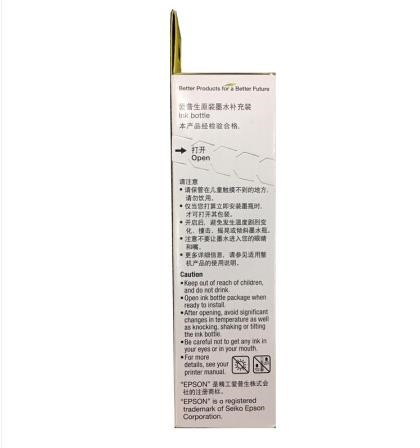 Better Products for a Better Future
爱普生原装墨水补充装
Ink bottle
本产品经检验合格.
打开
Open
请注意
• 请保管在儿童触摸不到的地方,
请勿饮用。
• 仅当您打算立即安装墨瓶时,
才可打开其包装。
• 开启后, 避免发生温度剧烈变
化、撞击、摇晃或倾斜墨水瓶。
• 注意不要让墨水进入您的眼睛
和嘴。
• 更多详细信息, 请参见适用整
机产品的使用说明。
Caution
• Keep out of reach of children,
and do not drink.
• Open ink bottle package when
ready to install.
• After opening, avoid significant
changes in temperature as well
as knocking, shaking or tilting
the ink bottle.
• Be careful not to get any ink in
your eyes or in your mouth.
• For more
details, see your
printer manual.
"EPSON" 是精工爱普生株式会
社的注册商标。
"EPSON" is a registered
trademark of Seiko Epson
Corporation.